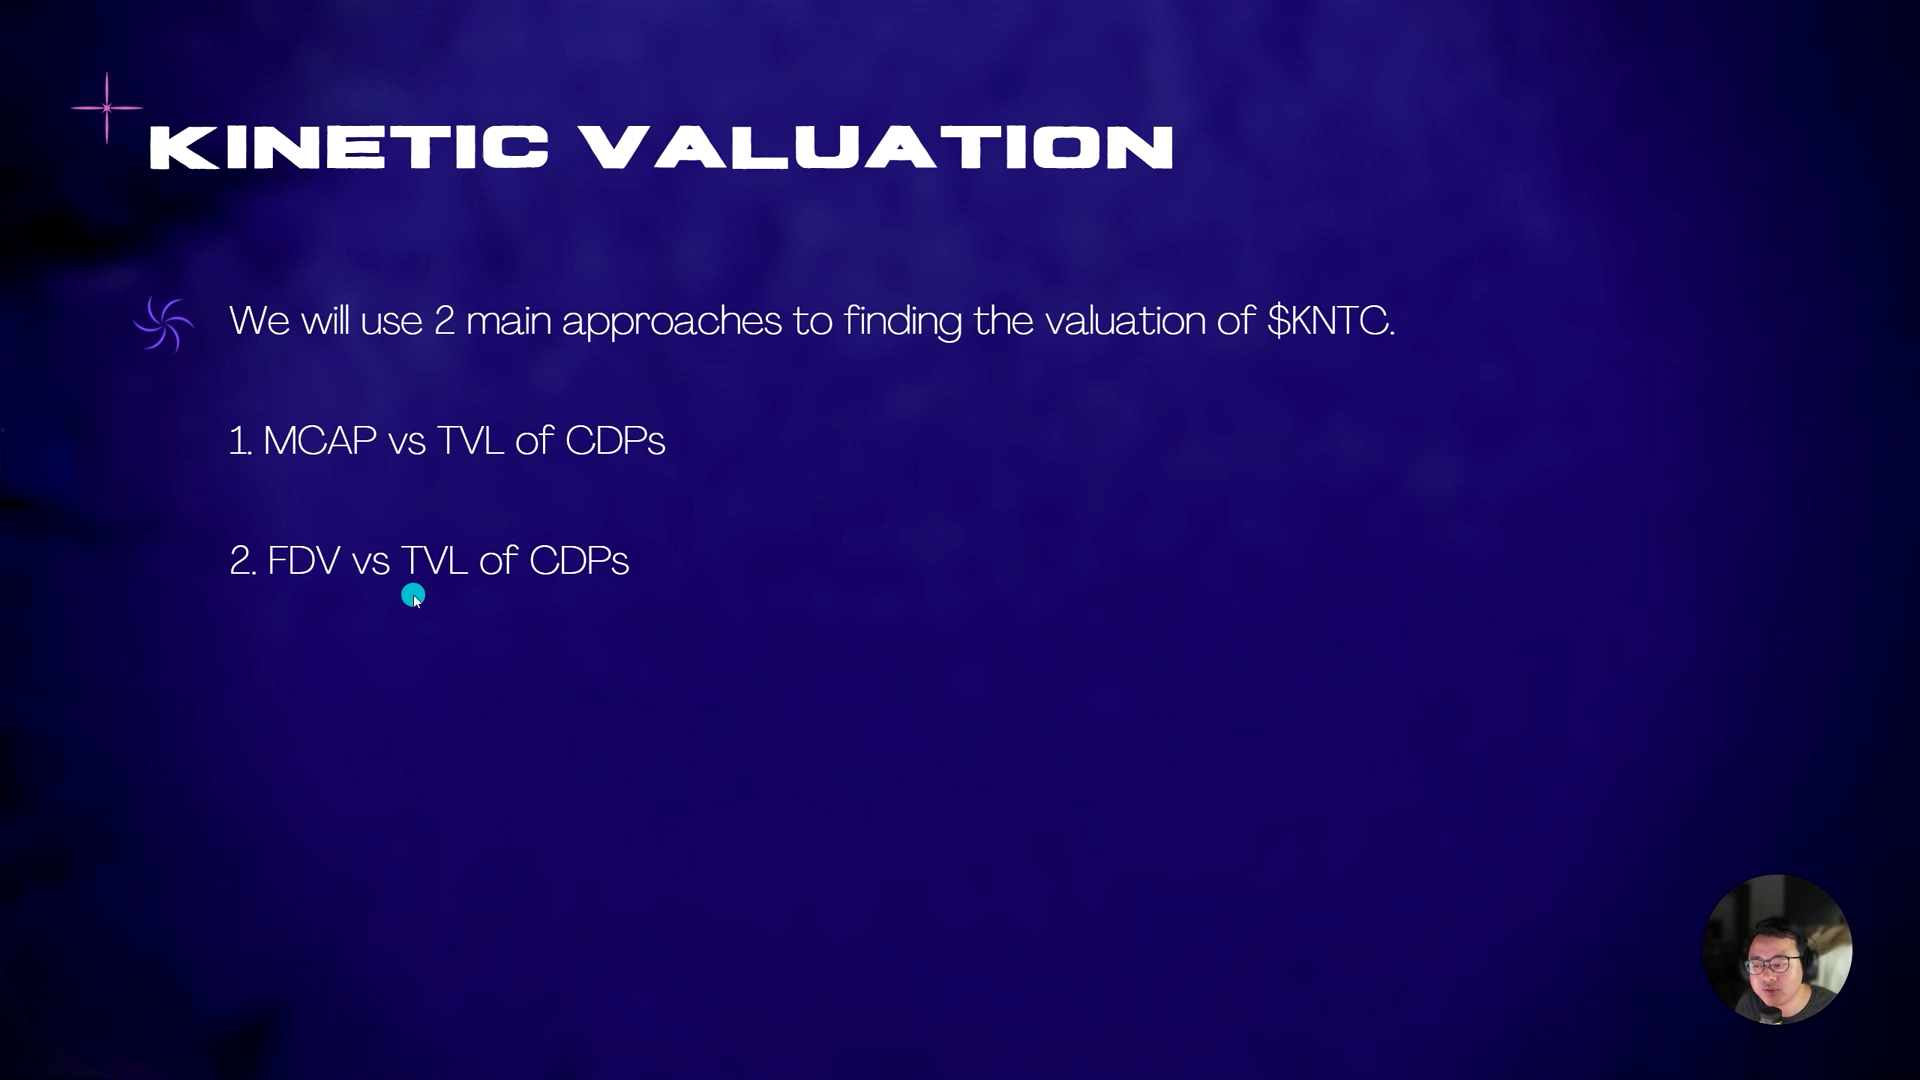 KINETIC VALUATION
We will use 2 main approaches to finding the valuation of $KNTC.
1. MCAP vs TVL of CDPs
2. FDV vs TVL of CDPs